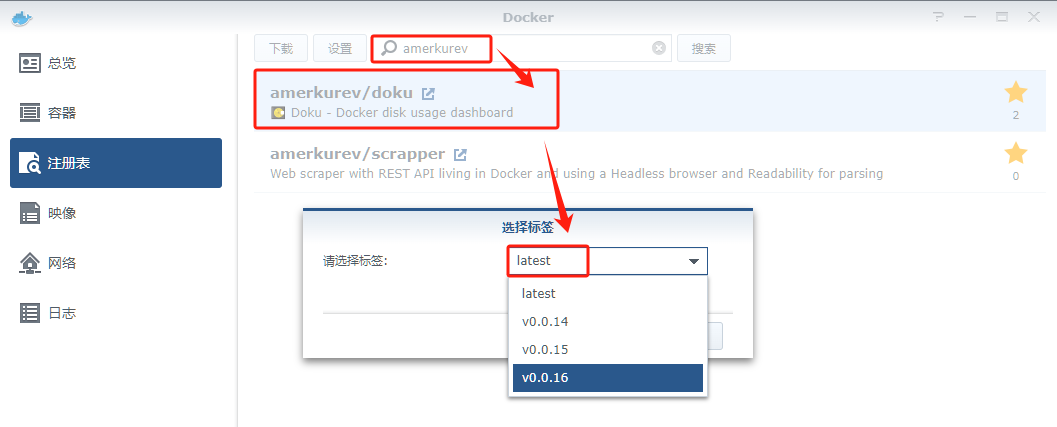 Docker
总览
容器
注册表
映像
网络
日志
下载 设置 amerkurev 搜索
amerkurev/doku
Doku - Docker disk usage dashboard
2
amerkurev/scrapper
Web scraper with REST API living in Docker and using a Headless browser and Readability for parsing
0
选择标签
请选择标签: latest
latest
v0.0.14
v0.0.15
v0.0.16